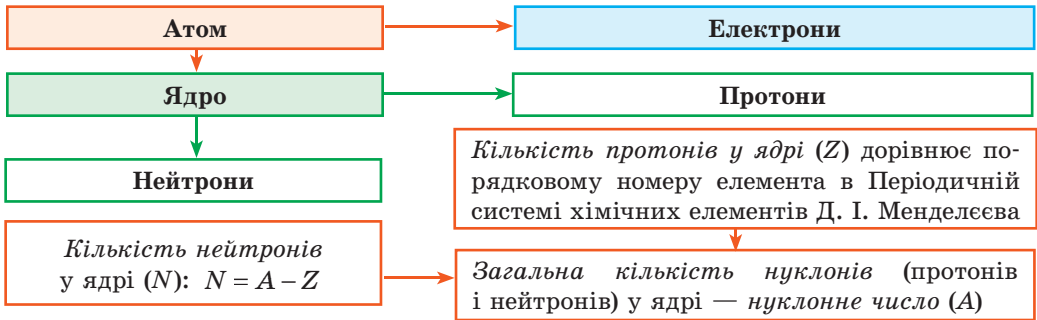 Атом
Електрони
Ядро
Протони
Нейтрони
Кількість протонів у ядрі (Z) дорівнює по-
рядковому номеру елемента в Періодичній
системі хімічних елементів Д. І. Менделєєва
Кількість нейтронів
у ядрі (N): N = A – Z
Загальна кількість нуклонів (протонів
і нейтронів) у ядрі — нуклонне число (A)